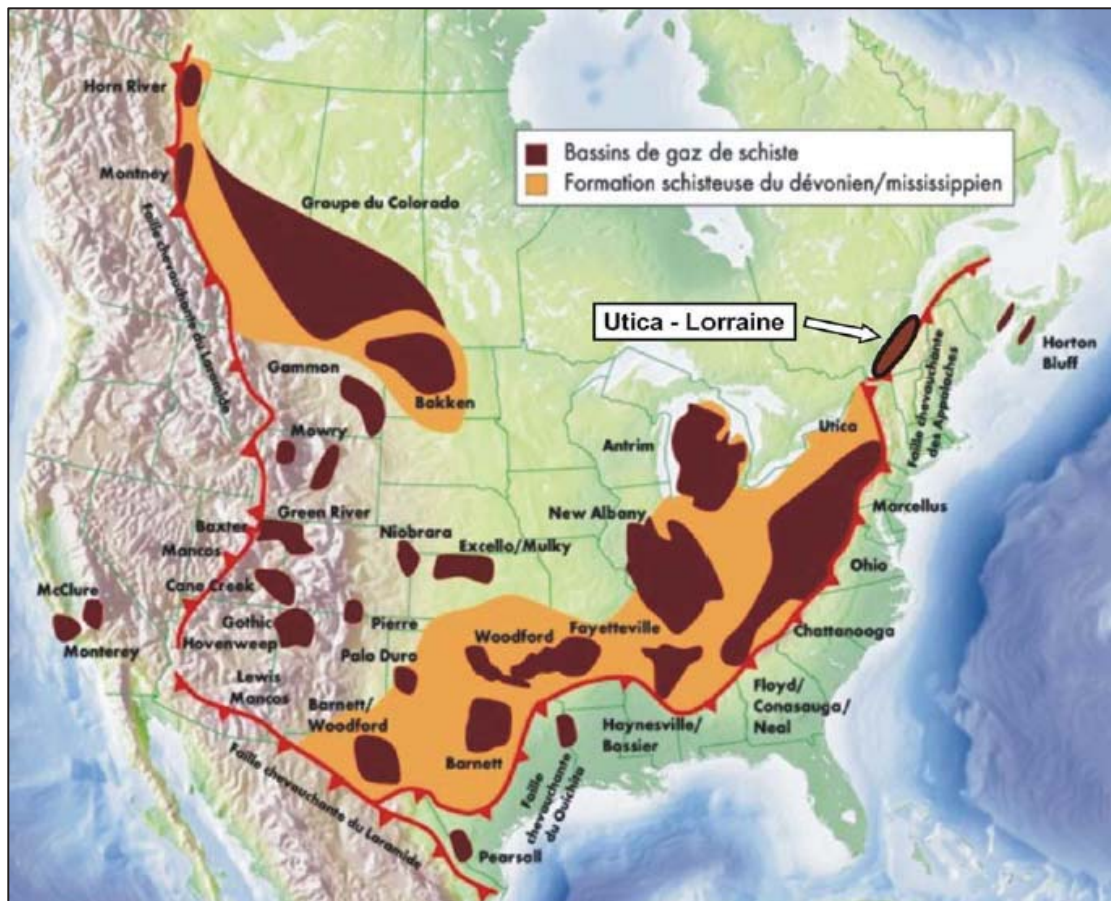 Horn River
Bassins de gaz de schiste
Formation schisteuse du dévonien/mississippien
Montney
Groupe du Colorado
Faille chevauchante du Laramide
Utica - Lorraine
Horton
Bluff
Gammon
Bakken
Faille chevauchante
des Appalaches
Utica
Mowry
Antrim
Green River
New Albany
Marcellus
Baxter
Niobrara
Mancos
Excello/Mulky
Cane Creek
Ohio
McClure
Gothic
Pierre
Fayetteville
Woodford
Chattanooga
Hovenweep
Monterey
Palo Duro
Lewis
Mancos
Barnett/
Woodford
Floyd/
Conasauga/
Neal
Haynesville/
Bossier
Barnett
Faille
chevauchante
du Ouichita
Faille chevauchante du Laramide
Pearsall